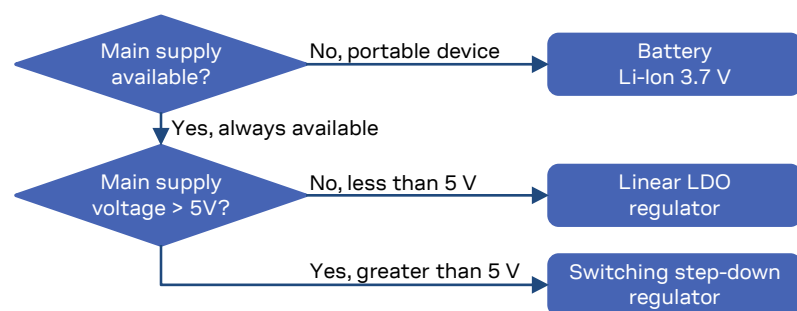 Main supply
available?
No, portable device
Battery
Li-Ion 3.7 V
Yes, always available
Main supply
voltage > 5V?
No, less than 5 V
Linear LDO
regulator
Yes, greater than 5 V
Switching step-down
regulator